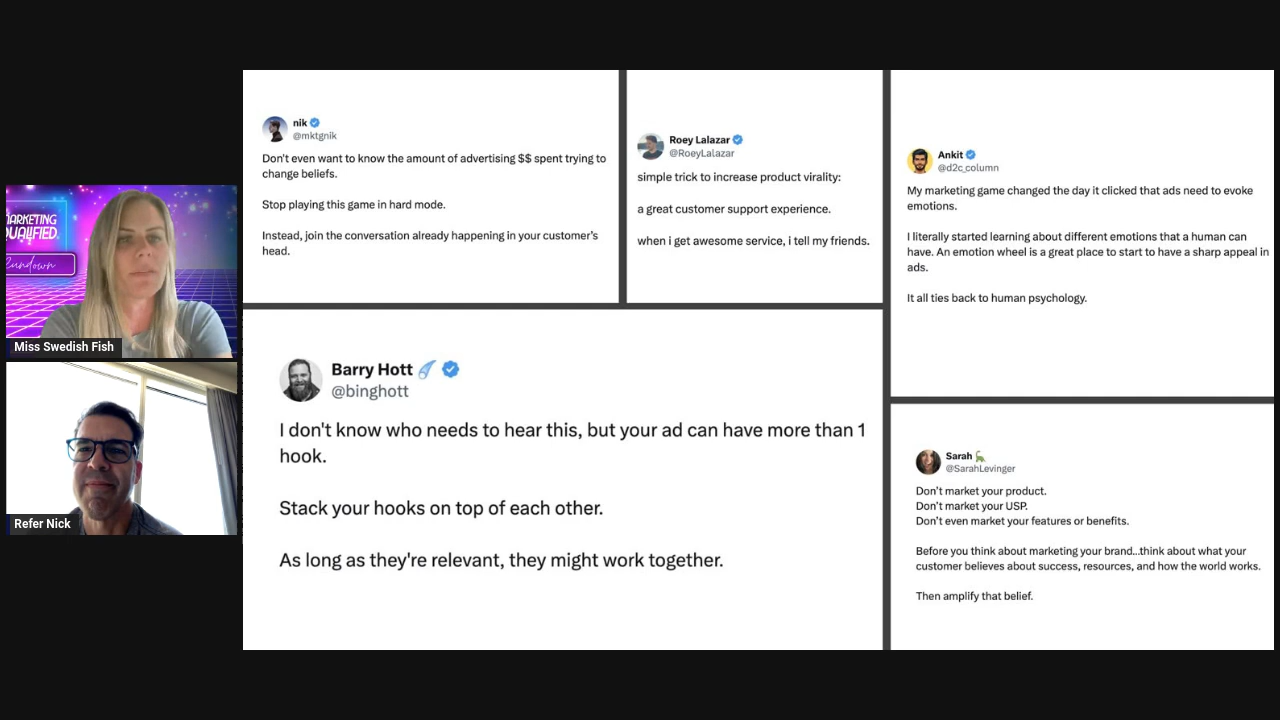 MARKETING
QUALIFIED.
Rundown
Miss Swedish Fish
Refer Nick
nik
@mktgnik
Don't even want to know the amount of advertising $$ spent trying to
change beliefs.
Stop playing this game in hard mode.
Instead, join the conversation already happening in your customer's
head.
Roey Lalazar
@RoeyLalazar
simple trick to increase product virality:
a great customer support experience.
when i get awesome service, i tell my friends.
Ankit
@d2c_column
My marketing game changed the day it clicked that ads need to evoke
emotions.
I literally started learning about different emotions that a human can
have. An emotion wheel is a great place to start to have a sharp appeal in
ads.
It all ties back to human psychology.
Barry Hott
@binghott
I don't know who needs to hear this, but your ad can have more than 1
hook.
Stack your hooks on top of each other.
As long as they're relevant, they might work together.
Sarah
@SarahLevinger
Don't market your product.
Don't market your USP.
Don't even market your features or benefits.
Before you think about marketing your brand...think about what your
customer believes about success, resources, and how the world works.
Then amplify that belief.